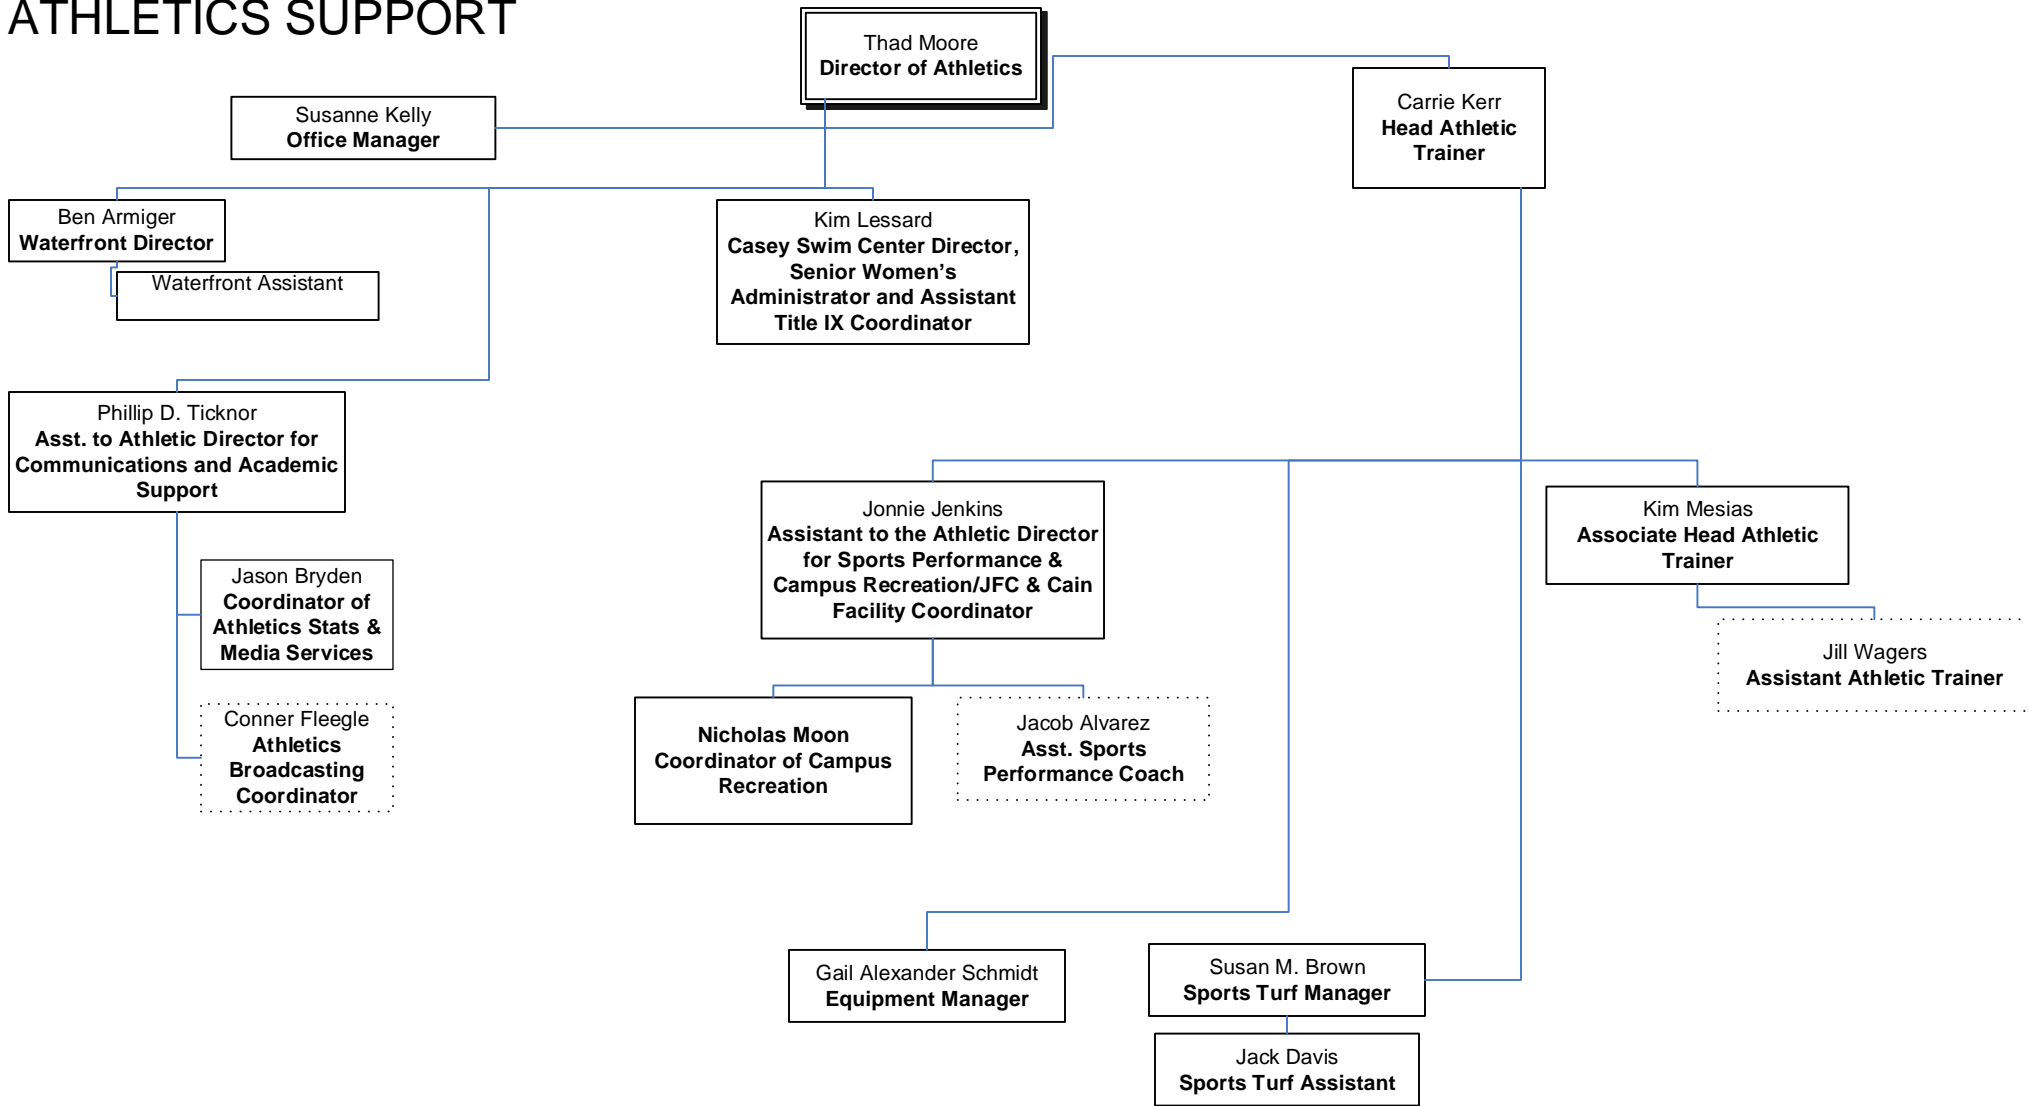 ATHLETICS SUPPORT
Thad Moore
Director of Athletics
Susanne Kelly
Office Manager
Carrie Kerr
Head Athletic
Trainer
Ben Armiger
Waterfront Director
Waterfront Assistant
Kim Lessard
Casey Swim Center Director,
Senior Women’s
Administrator and Assistant
Title IX Coordinator
Phillip D. Ticknor
Asst. to Athletic Director for
Communications and Academic
Support
Jason Bryden
Coordinator of
Athletics Stats &
Media Services
Conner Fleegle
Athletics
Broadcasting
Coordinator
Jonnie Jenkins
Assistant to the Athletic Director
for Sports Performance &
Campus Recreation/JFC & Cain
Facility Coordinator
Nicholas Moon
Coordinator of Campus
Recreation
Jacob Alvarez
Asst. Sports
Performance Coach
Kim Mesias
Associate Head Athletic
Trainer
Jill Wagers
Assistant Athletic Trainer
Gail Alexander Schmidt
Equipment Manager
Susan M. Brown
Sports Turf Manager
Jack Davis
Sports Turf Assistant